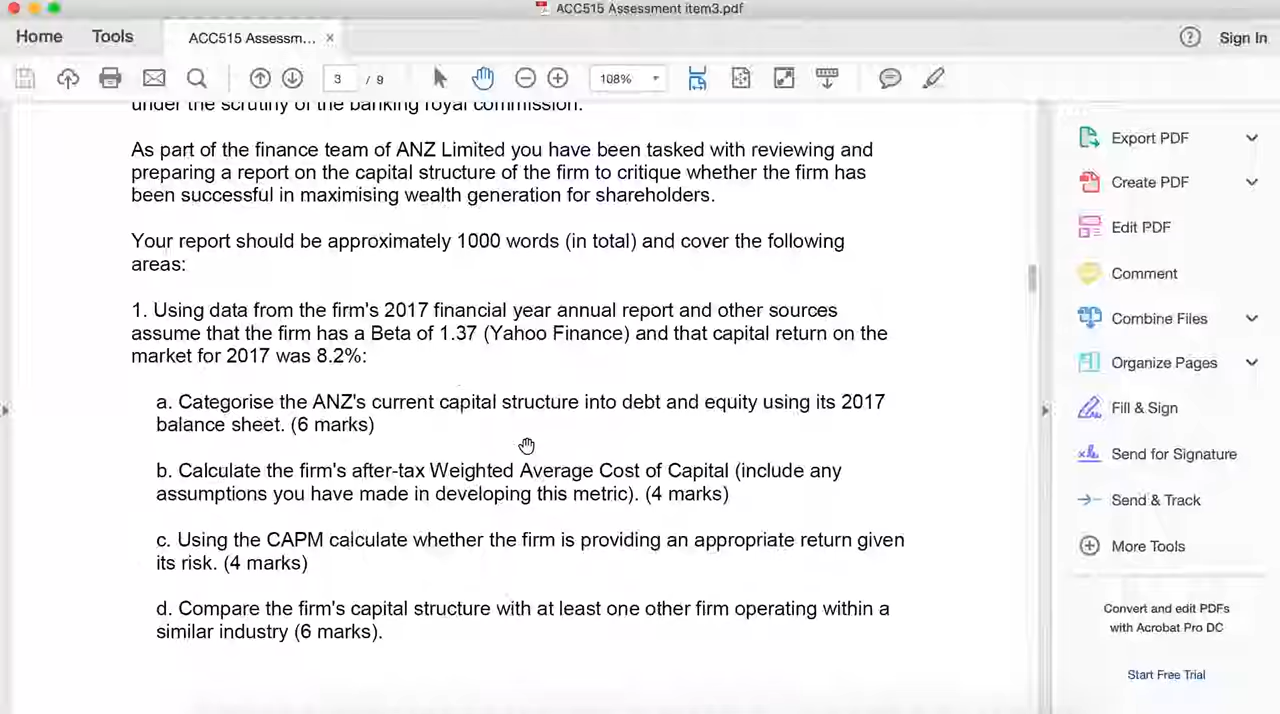 ACC515 Assessment item3.pdf
Home
Tools
ACC515 Assessm... ×
?
Sign In
3 / 9
108%
under the scrutiny of the banking royal commission.
As part of the finance team of ANZ Limited you have been tasked with reviewing and
preparing a report on the capital structure of the firm to critique whether the firm has
been successful in maximising wealth generation for shareholders.
Your report should be approximately 1000 words (in total) and cover the following
areas:
1. Using data from the firm's 2017 financial year annual report and other sources
assume that the firm has a Beta of 1.37 (Yahoo Finance) and that capital return on the
market for 2017 was 8.2%:
a. Categorise the ANZ's current capital structure into debt and equity using its 2017
balance sheet. (6 marks)
b. Calculate the firm's after-tax Weighted Average Cost of Capital (include any
assumptions you have made in developing this metric). (4 marks)
c. Using the CAPM calculate whether the firm is providing an appropriate return given
its risk. (4 marks)
d. Compare the firm's capital structure with at least one other firm operating within a
similar industry (6 marks).
Export PDF
Create PDF
Edit PDF
Comment
Combine Files
Organize Pages
Fill & Sign
Send for Signature
Send & Track
More Tools
Convert and edit PDFs
with Acrobat Pro DC
Start Free Trial